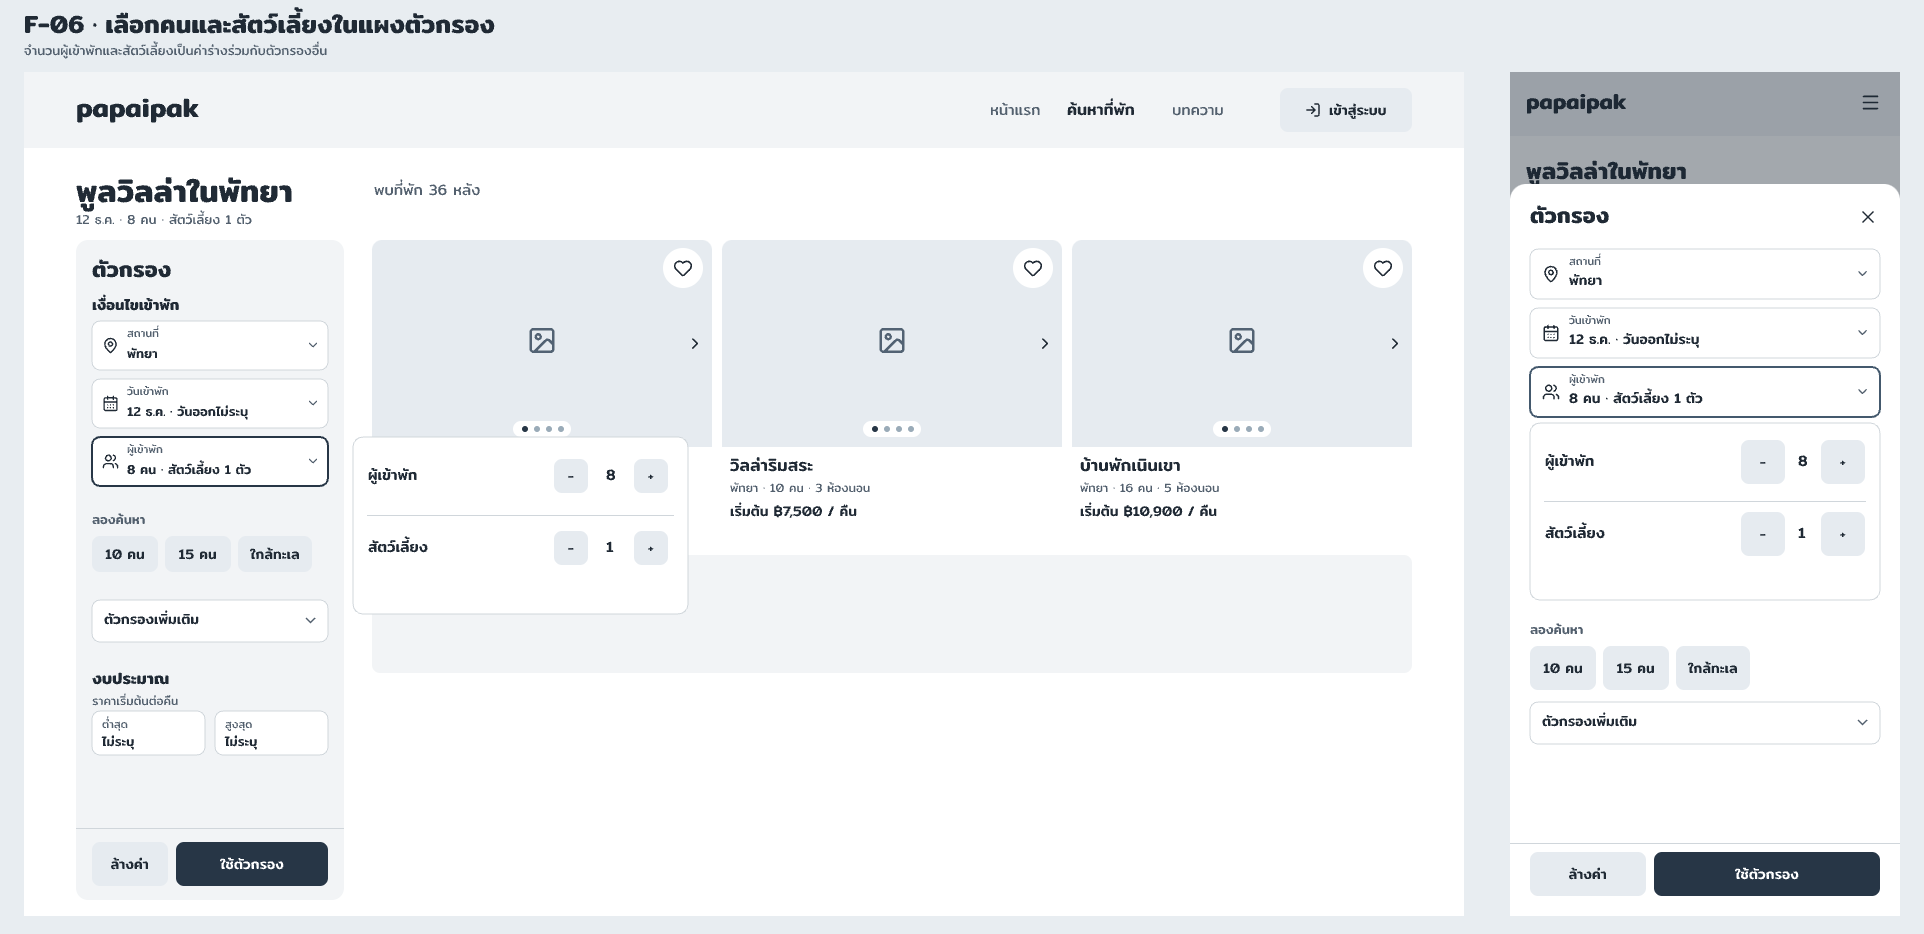 F-06 · เลือกคนและสัตว์เลี้ยงในแผงตัวกรอง
จำนวนผู้เข้าพักและสัตว์เลี้ยงเป็นค่าร่างร่วมกับตัวกรองอื่น
papaipak
หน้าแรก
ค้นหาที่พัก
บทความ
เข้าสู่ระบบ
พูลวิลล่าในพัทยา
12 ธ.ค. · 8 คน · สัตว์เลี้ยง 1 ตัว
พบที่พัก 36 หลัง
ตัวกรอง
เงื่อนไขเข้าพัก
สถานที่
พัทยา
วันเข้าพัก
12 ธ.ค. · วันออกไม่ระบุ
ผู้เข้าพัก
8 คน · สัตว์เลี้ยง 1 ตัว
ลองค้นหา
10 คน
15 คน
ใกล้ทะเล
ตัวกรองเพิ่มเติม
งบประมาณ
ราคาเริ่มต้นต่อคืน
ต่ำสุด
ไม่ระบุ
สูงสุด
ไม่ระบุ
ล้างค่า
ใช้ตัวกรอง
ผู้เข้าพัก
- 8 +
สัตว์เลี้ยง
- 1 +
วิลล่าริมสระ
พัทยา · 10 คน · 3 ห้องนอน
เริ่มต้น ฿7,500 / คืน
บ้านพักเนินเขา
พัทยา · 16 คน · 5 ห้องนอน
เริ่มต้น ฿10,900 / คืน
papaipak
พูลวิลล่าในพัทยา
ตัวกรอง
สถานที่
พัทยา
วันเข้าพัก
12 ธ.ค. · วันออกไม่ระบุ
ผู้เข้าพัก
8 คน · สัตว์เลี้ยง 1 ตัว
ผู้เข้าพัก
- 8 +
สัตว์เลี้ยง
- 1 +
ลองค้นหา
10 คน
15 คน
ใกล้ทะเล
ตัวกรองเพิ่มเติม
ล้างค่า
ใช้ตัวกรอง